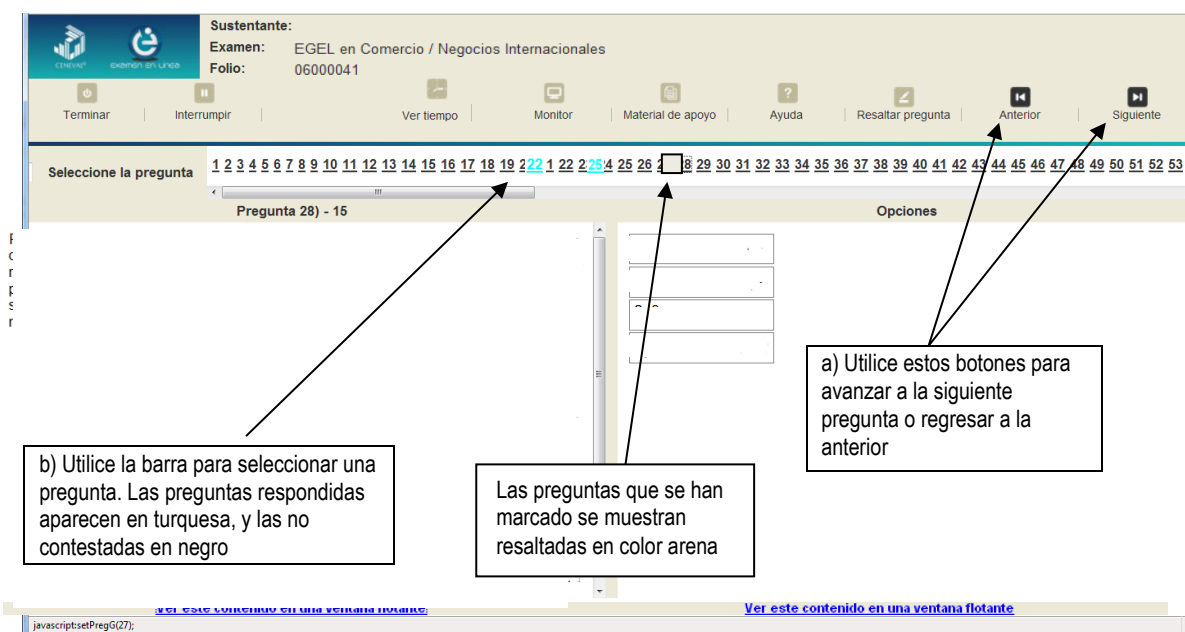 Sustentante:
Examen: EGEL en Comercio / Negocios Internacionales
Folio: 06000041
CENEVAL®
examen en línea
Terminar Interrumpir Ver tiempo Monitor Material de apoyo Ayuda Resaltar pregunta Anterior Siguiente
Seleccione la pregunta 1 2 3 4 5 6 7 8 9 10 11 12 13 14 15 16 17 18 19 2 22 1 22 2 25 4 25 26 2 28 29 30 31 32 33 34 35 36 37 38 39 40 41 42 43 44 45 46 47 48 49 50 51 52 53
Pregunta 28) - 15 Opciones
a) Utilice estos botones para
avanzar a la siguiente
pregunta o regresar a la
anterior
b) Utilice la barra para seleccionar una
pregunta. Las preguntas respondidas
aparecen en turquesa, y las no
contestadas en negro
Las preguntas que se han
marcado se muestran
resaltadas en color arena
Ver este contenido en una ventana flotante Ver este contenido en una ventana flotante
javascript:setPregG(27);